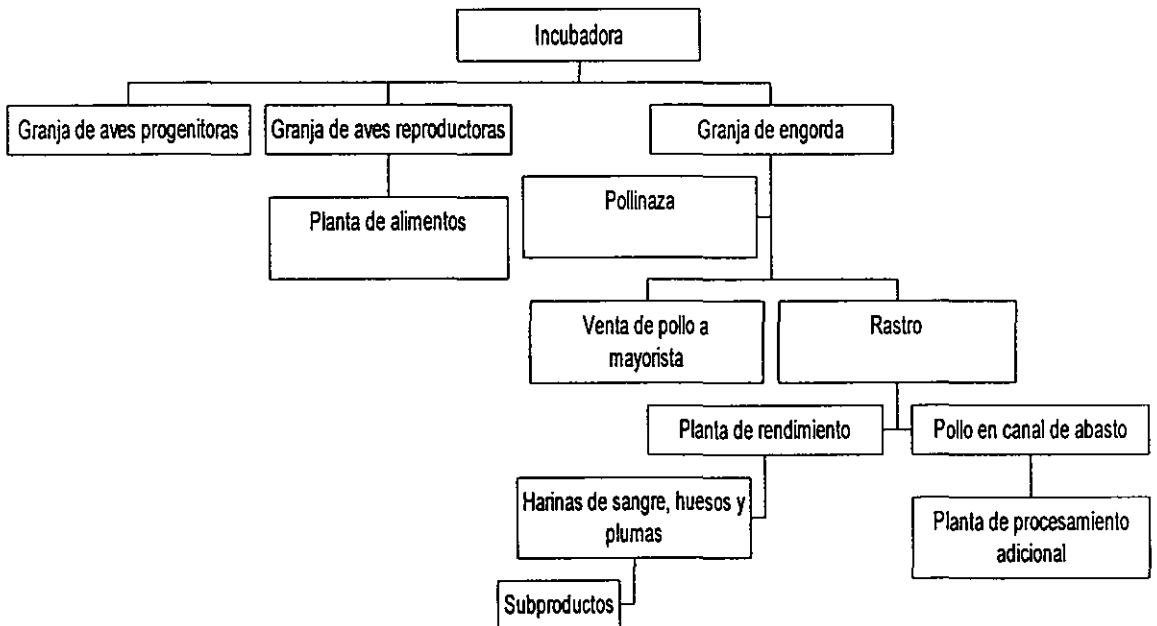 Incubadora
Granja de aves progenitoras
Granja de aves reproductoras
Granja de engorda
Pollinaza
Planta de alimentos
Venta de pollo a
mayorista
Rastro
Planta de rendimiento
Pollo en canal de abasto
Harinas de sangre, huesos y
plumas
Planta de procesamiento
adicional
Subproductos